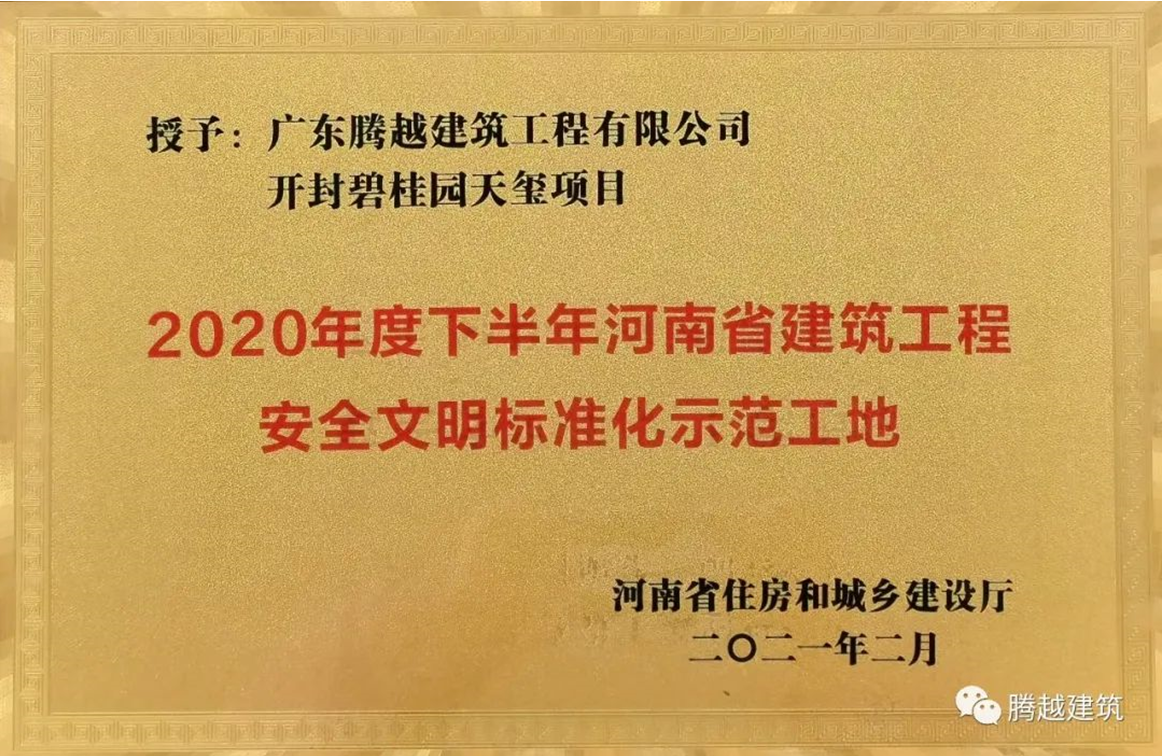 授予：广东腾越建筑工程有限公司
开封碧桂园天玺项目
2020年度下半年河南省建筑工程
安全文明标准化示范工地
河南省住房和城乡建设厅
二〇二一年二月
腾越建筑